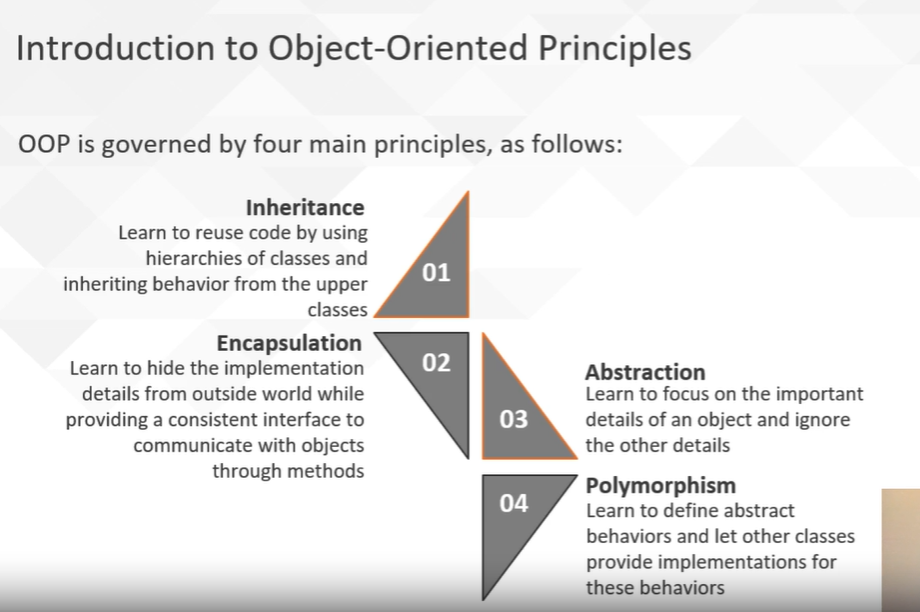 Introduction to Object-Oriented Principles
OOP is governed by four main principles, as follows:
Inheritance
Learn to reuse code by using
hierarchies of classes and
inheriting behavior from the upper
classes
01
Encapsulation
Learn to hide the implementation
details from outside world while
providing a consistent interface to
communicate with objects
through methods
02
03
Abstraction
Learn to focus on the important
details of an object and ignore
the other details
04
Polymorphism
Learn to define abstract
behaviors and let other classes
provide implementations for
these behaviors